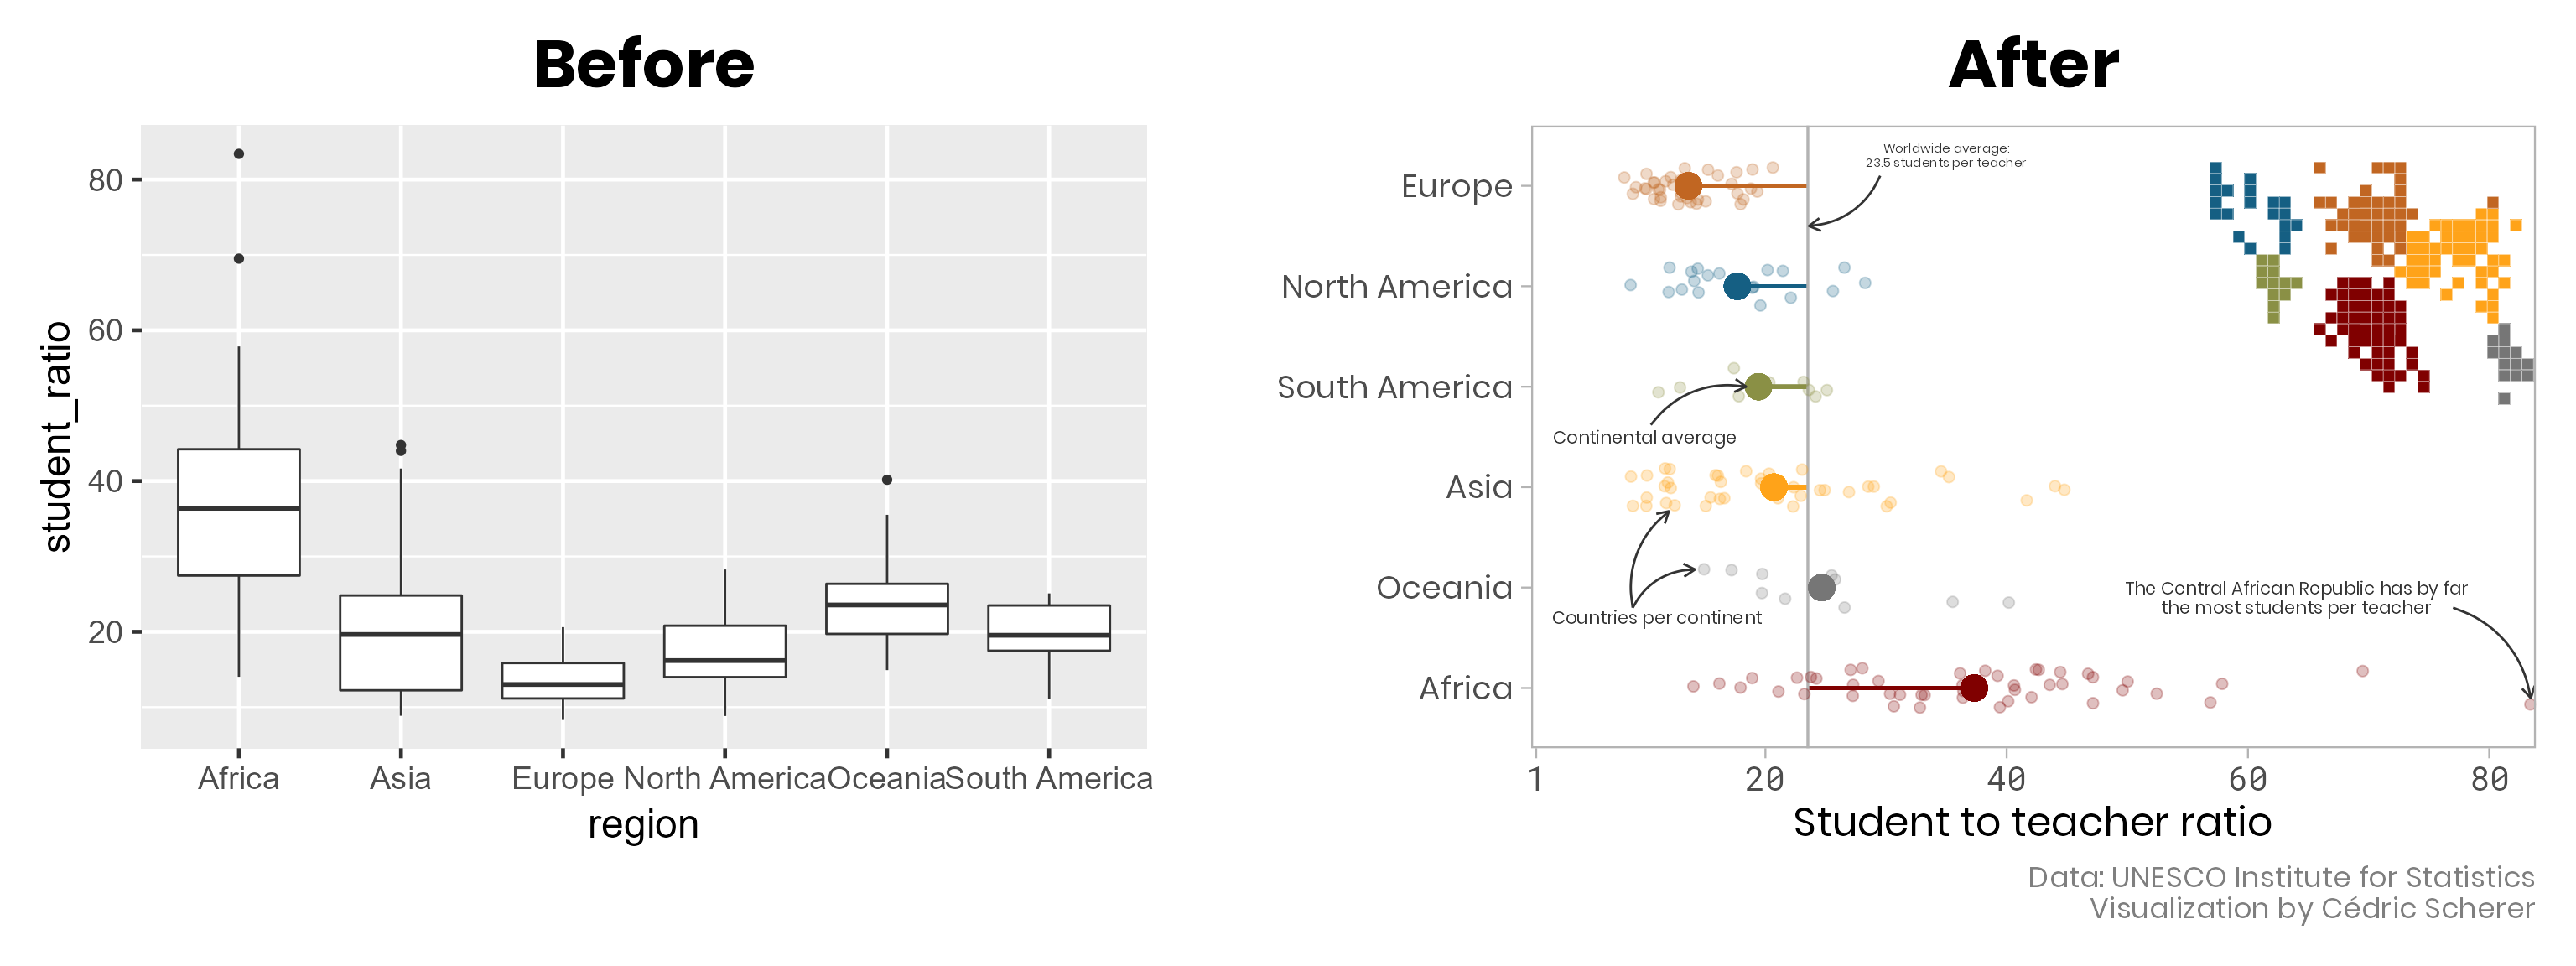 Before
80
60
40
20
student_ratio
Africa
Asia
Europe
North America
Oceania
South America
region
After
Europe
North America
South America
Asia
Oceania
Africa
Worldwide average:
23.5 students per teacher
Continental average
Countries per continent
The Central African Republic has by far
the most students per teacher
1
20
40
60
80
Student to teacher ratio
Data: UNESCO Institute for Statistics
Visualization by Cédric Scherer